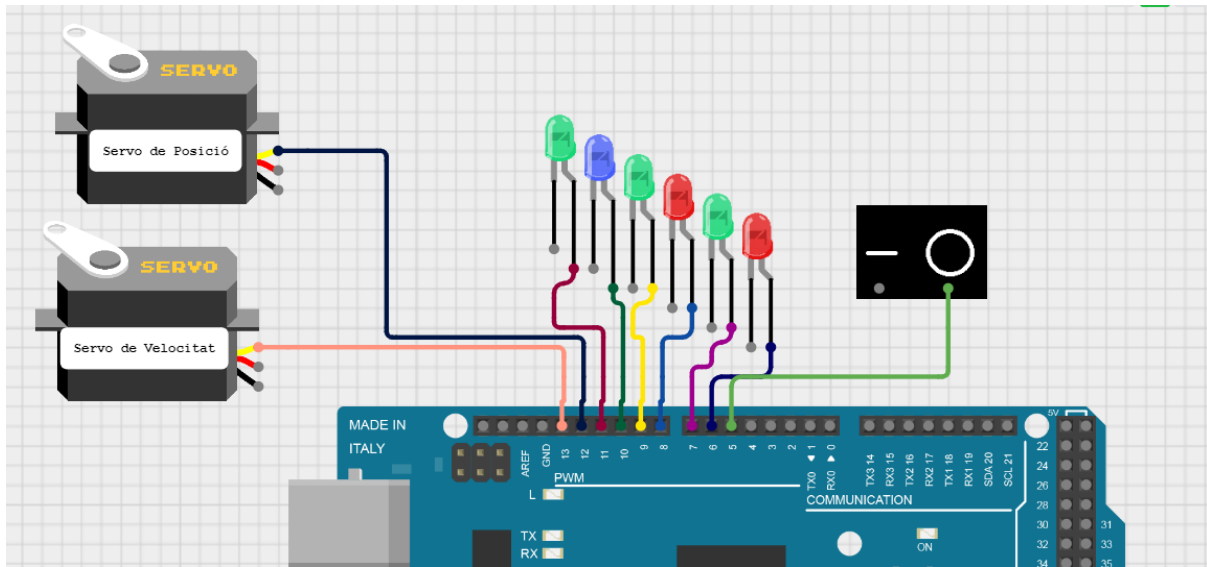 SERVO
Servo de Posició
SERVO
Servo de Velocitat
MADE IN
ITALY
AREF
GND
13
12
11
10
9
8
7
6
5
4
3
2
TX0 ◀ 1
RX0 ▶ 0
TX3 14
RX3 15
TX2 16
RX2 17
TX1 18
RX1 19
SDA 20
SCL 21
PWM
COMMUNICATION
L
TX
RX
ON
5V
22
24
26
28
30 31
32 33
34 35